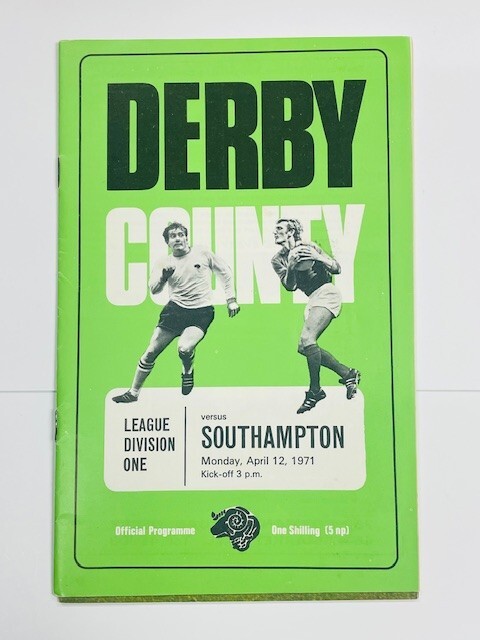 DERBY
COUNTY
LEAGUE
DIVISION
ONE
versus
SOUTHAMPTON
Monday, April 12, 1971
Kick-off 3 p.m.
Official Programme
One Shilling (5 np)